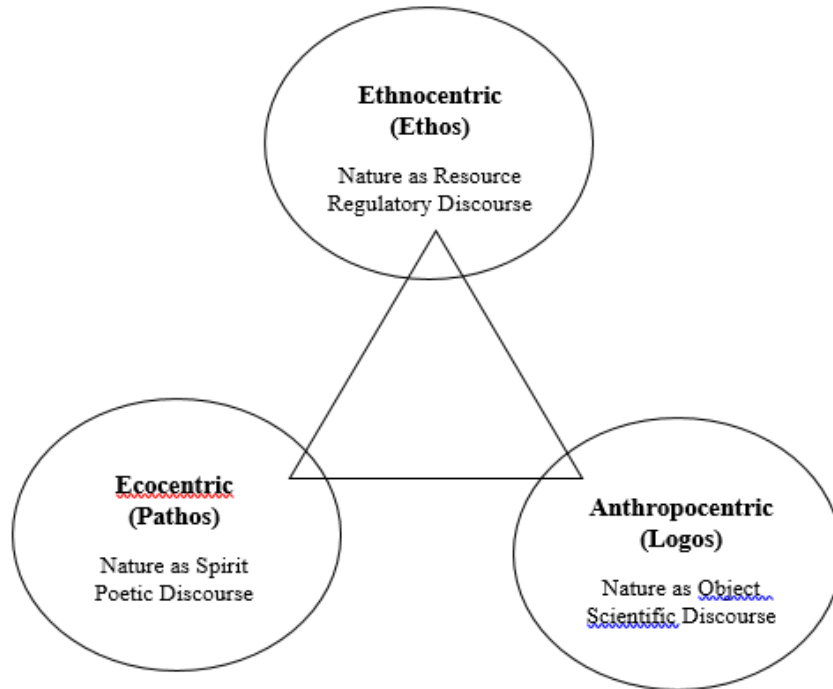 Ethnocentric
(Ethos)
Nature as Resource
Regulatory Discourse
Ecocentric
(Pathos)
Nature as Spirit
Poetic Discourse
Anthropocentric
(Logos)
Nature as Object
Scientific Discourse